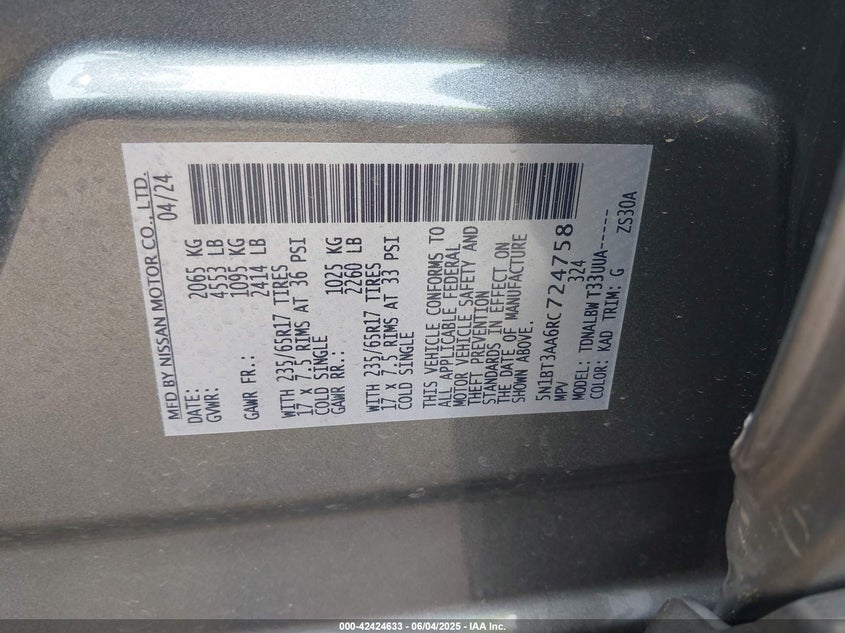 MFD BY NISSAN MOTOR CO., LTD.
DATE: 04/24
GVWR: 2065 KG
4553 LB
GAWR FR.: 1095 KG
2414 LB
WITH 235/65R17 TIRES
17 X 7.5 RIMS AT 36 PSI
COLD SINGLE
GAWR RR.: 1025 KG
2260 LB
WITH 235/65R17 TIRES
17 X 7.5 RIMS AT 33 PSI
COLD SINGLE
THIS VEHICLE CONFORMS TO
ALL APPLICABLE FEDERAL
MOTOR VEHICLE SAFETY AND
THEFT PREVENTION
STANDARDS IN EFFECT ON
THE DATE OF MANUFACTURE
SHOWN ABOVE.
5N1BT3AA6RC724758
MPV 324
MODEL: TDNALBW T33UUA------
COLOR: KAD TRIM: G ZS30A
000-42424633 - 06/04/2025 - IAA Inc.